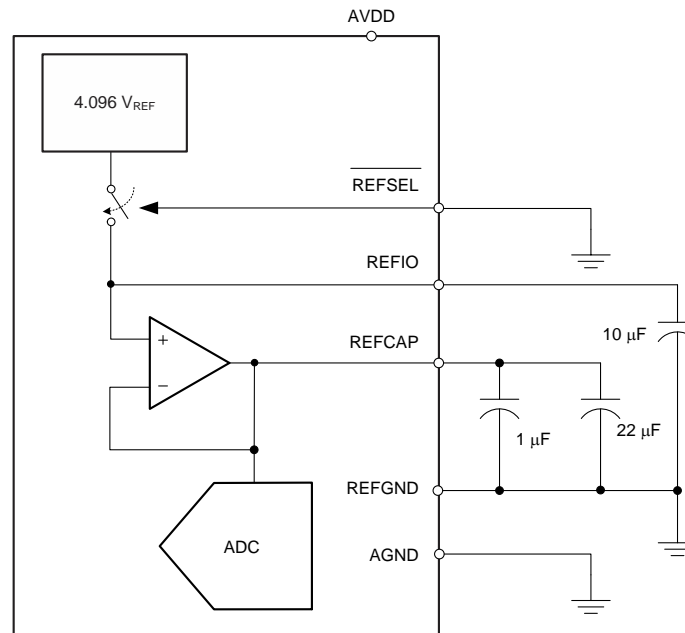 AVDD
4.096 VREF
REFSEL
REFIO
10 μF
REFCAP
+
−
1 μF
22 μF
REFGND
ADC
AGND